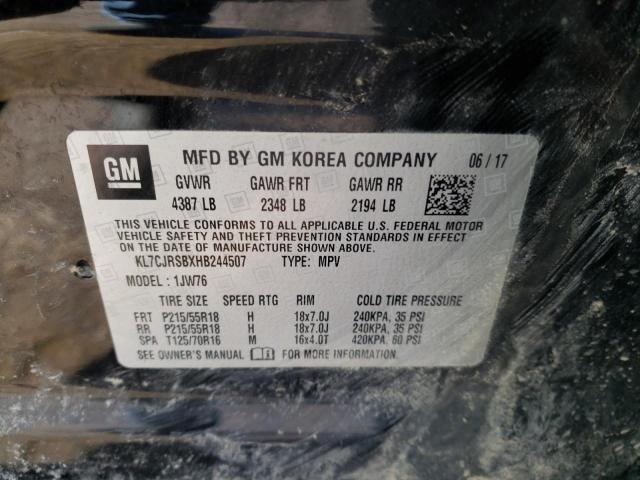 GM MFD BY GM KOREA COMPANY 06 / 17
GVWR GAWR FRT GAWR RR
4387 LB 2348 LB 2194 LB
THIS VEHICLE CONFORMS TO ALL APPLICABLE U.S. FEDERAL MOTOR
VEHICLE SAFETY AND THEFT PREVENTION STANDARDS IN EFFECT
ON THE DATE OF MANUFACTURE SHOWN ABOVE.
KL7CJRSBXHB244507 TYPE: MPV
MODEL : 1JW76
TIRE SIZE SPEED RTG RIM COLD TIRE PRESSURE
FRT P215/55R18 H 18x7.0J 240KPA, 35 PSI
RR P215/55R18 H 18x7.0J 240KPA, 35 PSI
SPA T125/70R16 M 16x4.0T 420KPA, 60 PSI
SEE OWNER'S MANUAL FOR MORE INFORMATION